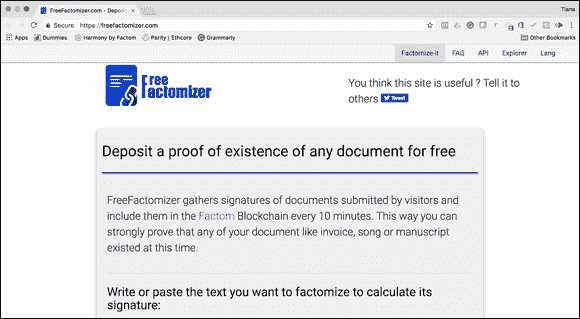 FreeFactomizer.com - Deposi
Tiana
Secure https://freefactomizer.com
Apps Dummies Harmony by Factom Parity | Ethcore Grammarly Other Bookmarks
Factomize-it FAQ API Explorer Lang
Free
Factomizer
You think this site is useful ? Tell it to
others Tweet
Deposit a proof of existence of any document for free
FreeFactomizer gathers signatures of documents submitted by visitors and
include them in the Factom Blockchain every 10 minutes. This way you can
strongly prove that any of your document like invoice, song or manuscript
existed at this time.
Write or paste the text you want to factomize to calculate its
signature: